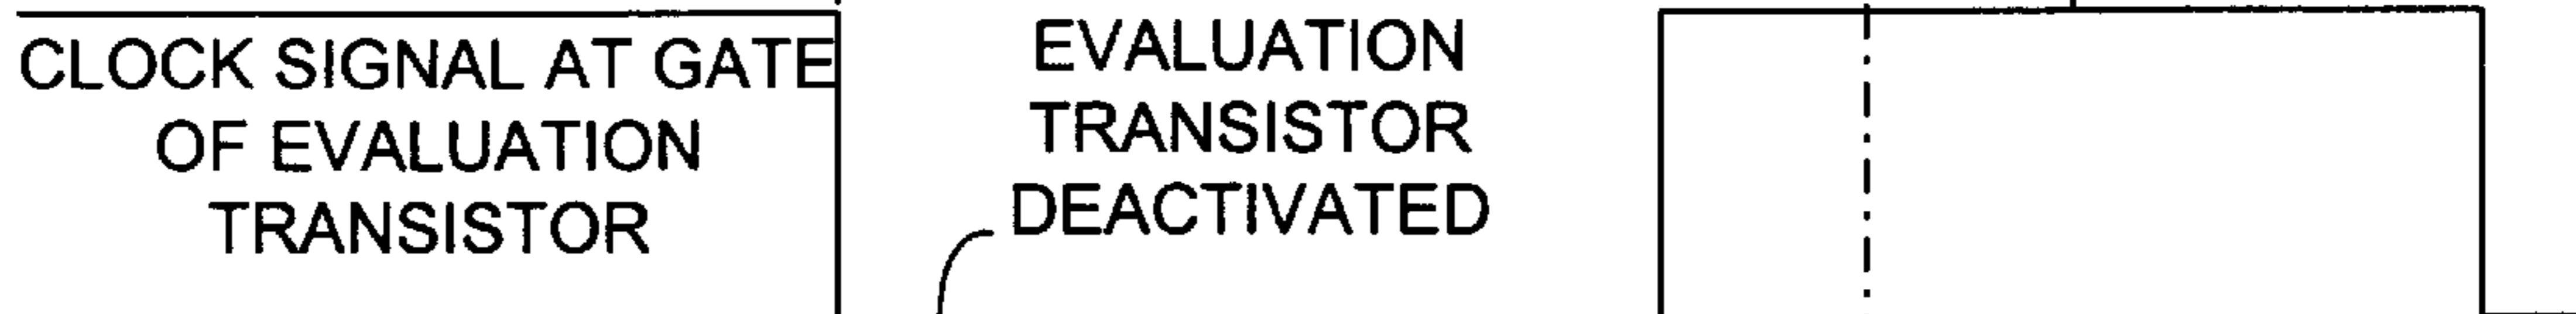 CLOCK SIGNAL AT GATE
OF EVALUATION
TRANSISTOR
EVALUATION
TRANSISTOR
DEACTIVATED